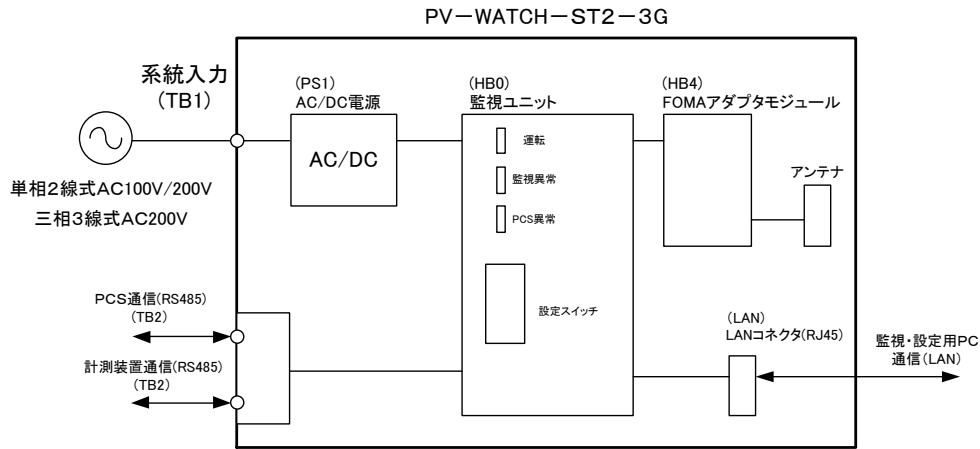 PV－WATCH－ST2－3G
系統入力
(TB1)
(PS1)
AC/DC電源
(HB0)
監視ユニット
(HB4)
FOMAアダプタモジュール
運転
AC/DC
監視異常
アンテナ
単相２線式AC100V/200V
三相３線式AC200V
PCS異常
PCS通信(RS485)
(TB2)
設定スイッチ
(LAN)
LANコネクタ(RJ45)
監視・設定用PC
通信(LAN)
計測装置通信(RS485)
(TB2)